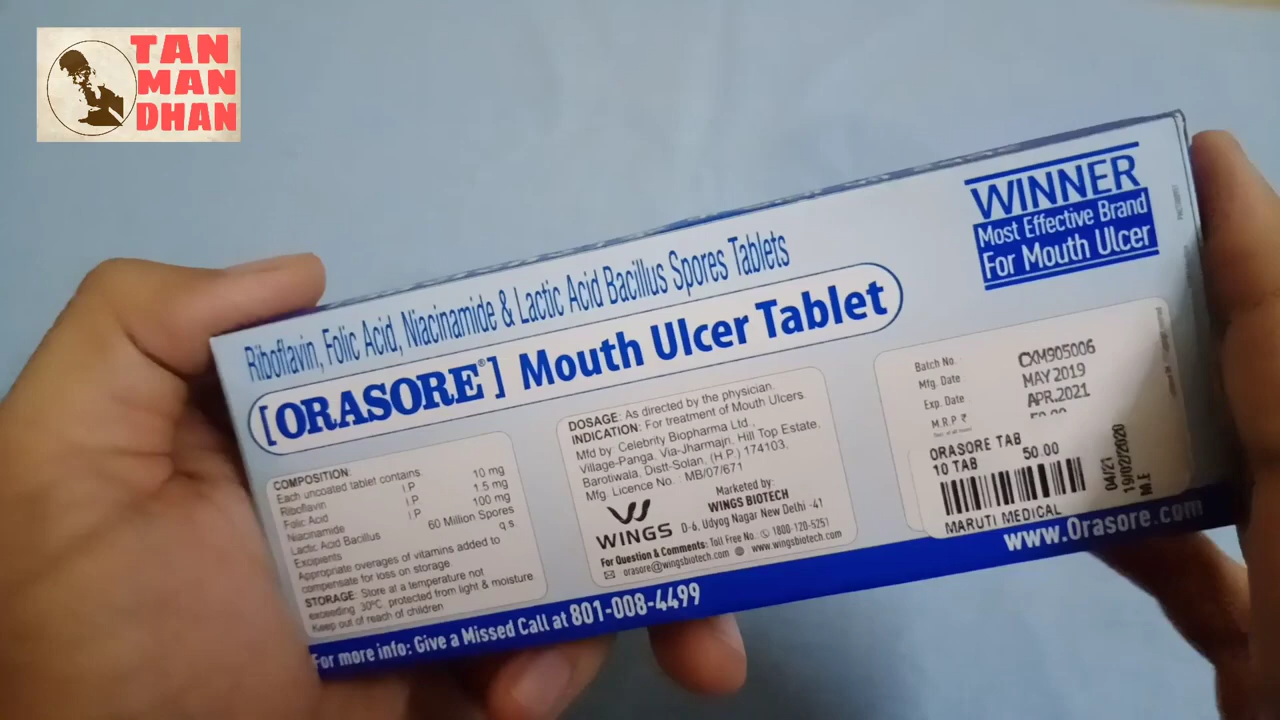 TAN
MAN
DHAN
WINNER
Most Effective Brand
For Mouth Ulcer
Riboflavin, Folic Acid, Niacinamide & Lactic Acid Bacillus Spores Tablets
[ORASORE®] Mouth Ulcer Tablet
COMPOSITION:
Each uncoated tablet contains
Riboflavin I.P. 10 mg
Folic Acid I.P. 1.5 mg
Niacinamide 100 mg
Lactic Acid Bacillus 60 Million Spores
Excipients q.s.
Appropriate overages of vitamins added to
compensate for loss on storage
STORAGE: Store at a temperature not
exceeding 30°C, protected from light & moisture
Keep out of reach of children
DOSAGE: As directed by the physician.
INDICATION: For treatment of Mouth Ulcers
Mfd by: Celebrity Biopharma Ltd.,
Village-Panga, Via-Jharmajri, Hill Top Estate,
Barotiwala, Distt-Solan, (H.P.) 174103,
Mfg. Licence No. : MB/07/671
WINGS
Marketed by:
WINGS BIOTECH
D-6, Udyog Nagar New Delhi -41
For Question & Comments: Toll Free No.: 1800-120-5251
orasore@wingsbiotech.com www.wingsbiotech.com
Batch No. : CXM905006
Mfg. Date MAY 2019
Exp. Date : APR.2021
M.R.P ₹
ORASORE TAB
10 TAB 50.00
MARUTI MEDICAL
04/21
19/02/2020
M.E
www.Orasore.com
For more info: Give a Missed Call at 801-008-4499